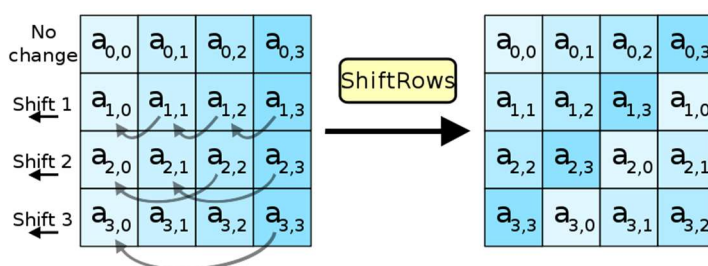 No
change
a0,0 a0,1 a0,2 a0,3
Shift 1
a1,0 a1,1 a1,2 a1,3
Shift 2
a2,0 a2,1 a2,2 a2,3
Shift 3
a3,0 a3,1 a3,2 a3,3
ShiftRows
a0,0 a0,1 a0,2 a0,3
a1,1 a1,2 a1,3 a1,0
a2,2 a2,3 a2,0 a2,1
a3,3 a3,0 a3,1 a3,2